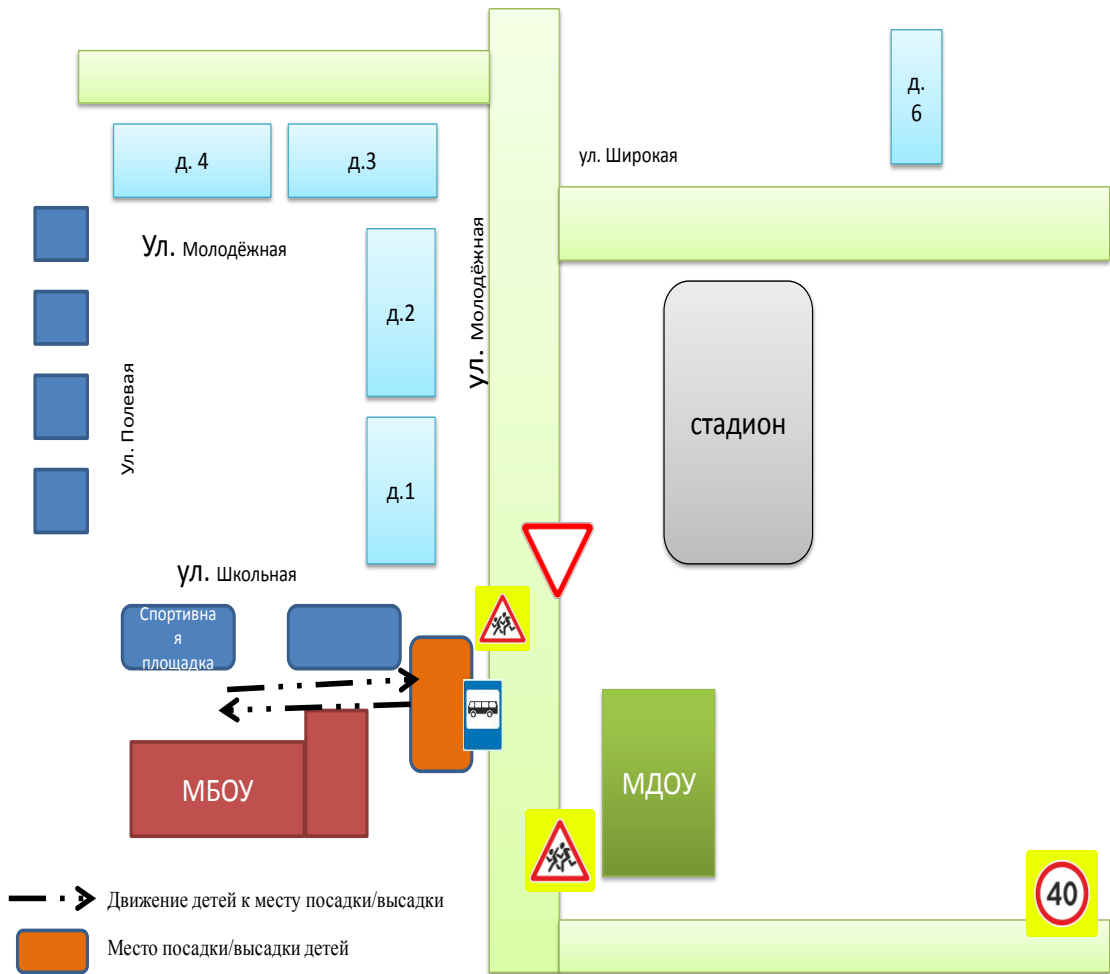 д.
6
д. 4
д.3
ул. Широкая
Ул. Молодёжная
ул. Молодёжная
д.2
Ул. Полевая
стадион
д.1
ул. Школьная
Спортивна
я
площадка
МБОУ
МДОУ
40
Движение детей к месту посадки/высадки
Место посадки/высадки детей